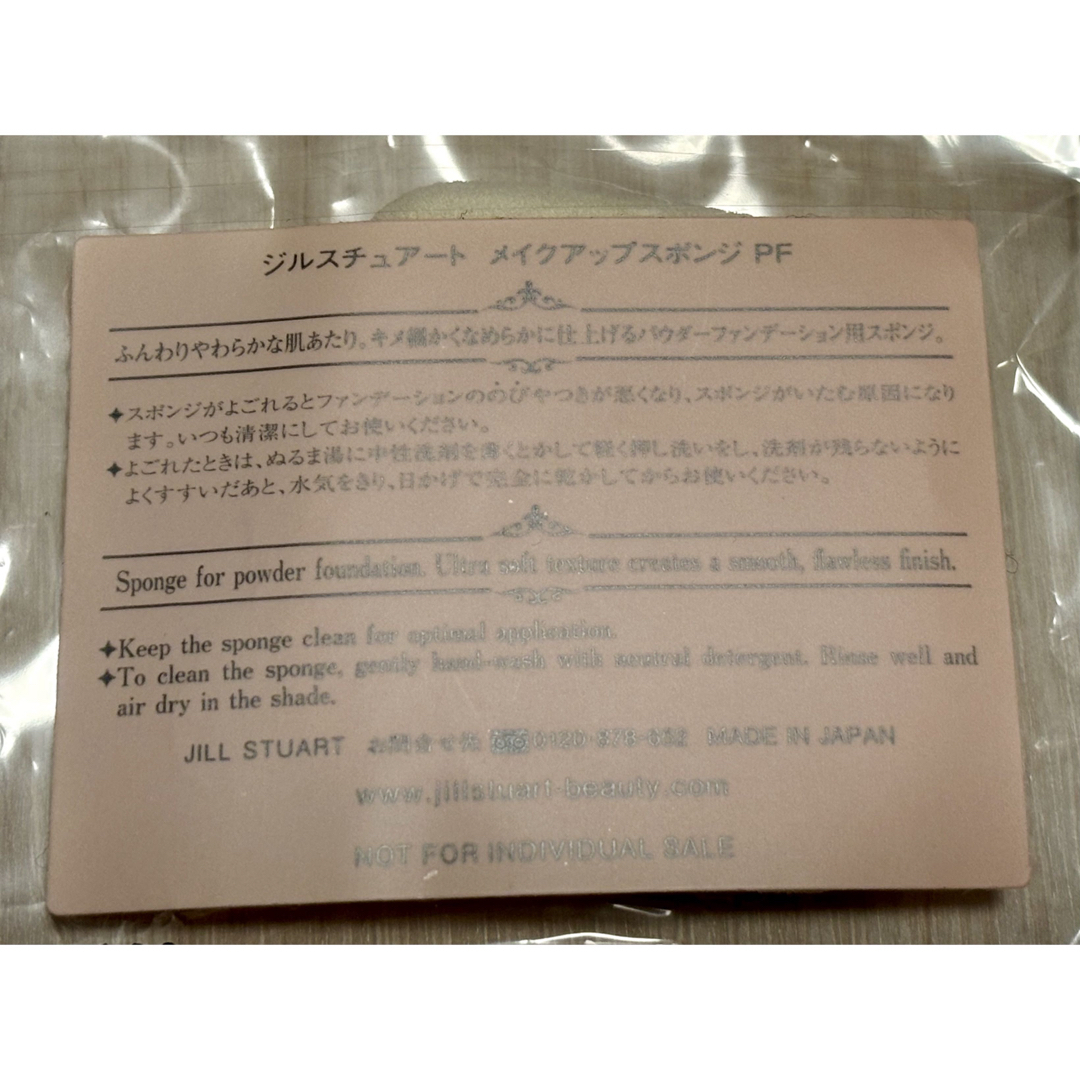 ジルスチュアート メイクアップスポンジ PF
ふんわりやわらかな肌あたり。キメ細かくなめらかに仕上げるパウダーファンデーション用スポンジ。
✦スポンジがよごれるとファンデーションののびやつきが悪くなり、スポンジがいたむ原因になり
ます。いつも清潔にしてお使いください。
✦よごれたときは、ぬるま湯に中性洗剤を薄くとかして軽く押し洗いをし、洗剤が残らないように
よくすすいだあと、水気をきり、日かげで完全に乾かしてからお使いください。
Sponge for powder foundation. Ultra soft texture creates a smooth, flawless finish.
✦Keep the sponge clean for optimal application.
✦To clean the sponge, gently hand-wash with neutral detergent. Rinse well and
air dry in the shade.
JILL STUART お問合せ先 0120-878-652 MADE IN JAPAN
www.jillstuart-beauty.com
NOT FOR INDIVIDUAL SALE